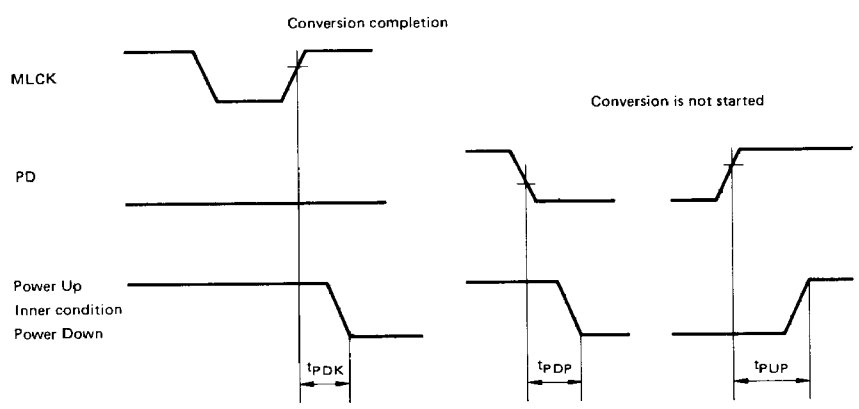 Conversion completion
MLCK
Conversion is not started
PD
Power Up
Inner condition
Power Down
tPDK
tPDP
tPUP